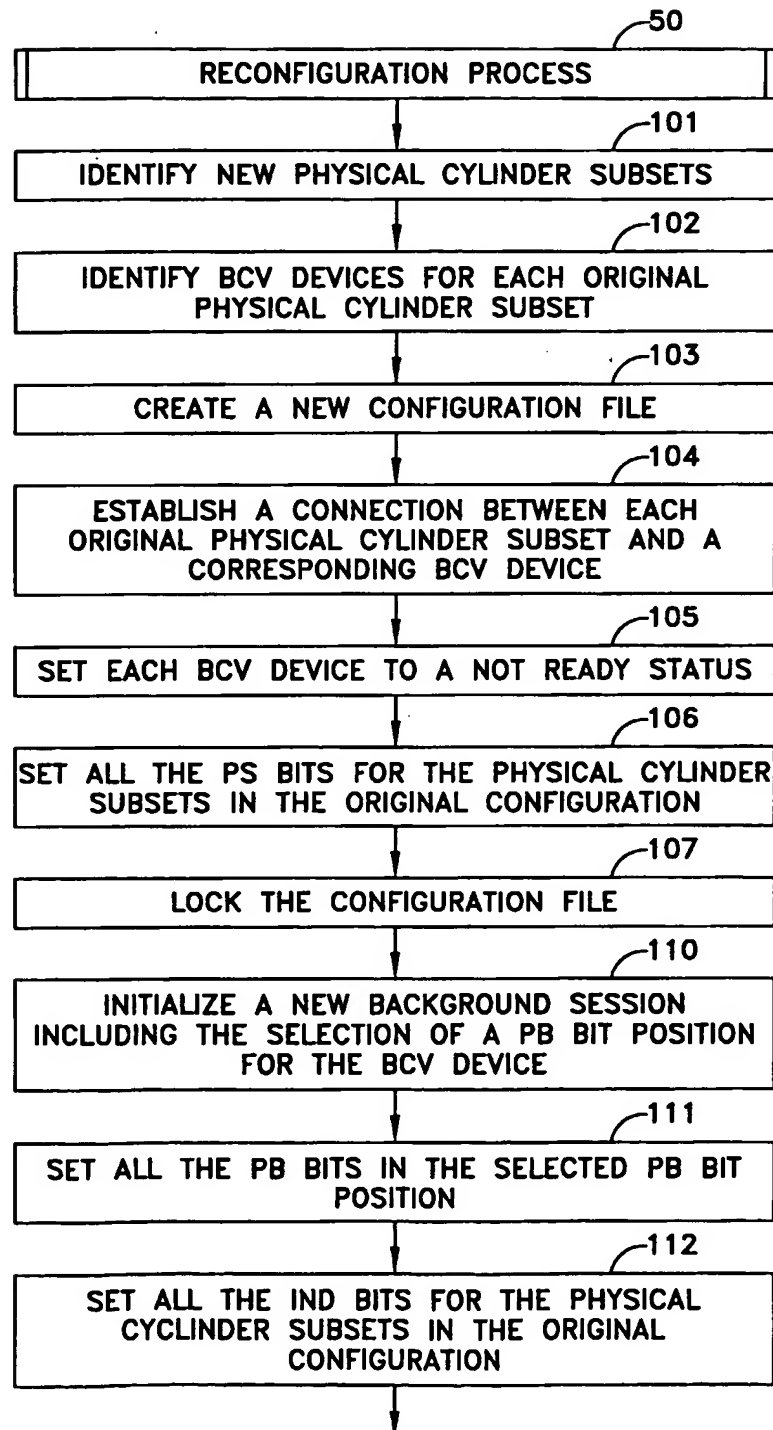 50
RECONFIGURATION PROCESS
101
IDENTIFY NEW PHYSICAL CYLINDER SUBSETS
102
IDENTIFY BCV DEVICES FOR EACH ORIGINAL
PHYSICAL CYLINDER SUBSET
103
CREATE A NEW CONFIGURATION FILE
104
ESTABLISH A CONNECTION BETWEEN EACH
ORIGINAL PHYSICAL CYLINDER SUBSET AND A
CORRESPONDING BCV DEVICE
105
SET EACH BCV DEVICE TO A NOT READY STATUS
106
SET ALL THE PS BITS FOR THE PHYSICAL CYLINDER
SUBSETS IN THE ORIGINAL CONFIGURATION
107
LOCK THE CONFIGURATION FILE
110
INITIALIZE A NEW BACKGROUND SESSION
INCLUDING THE SELECTION OF A PB BIT POSITION
FOR THE BCV DEVICE
111
SET ALL THE PB BITS IN THE SELECTED PB BIT
POSITION
112
SET ALL THE IND BITS FOR THE PHYSICAL
CYCLINDER SUBSETS IN THE ORIGINAL
CONFIGURATION